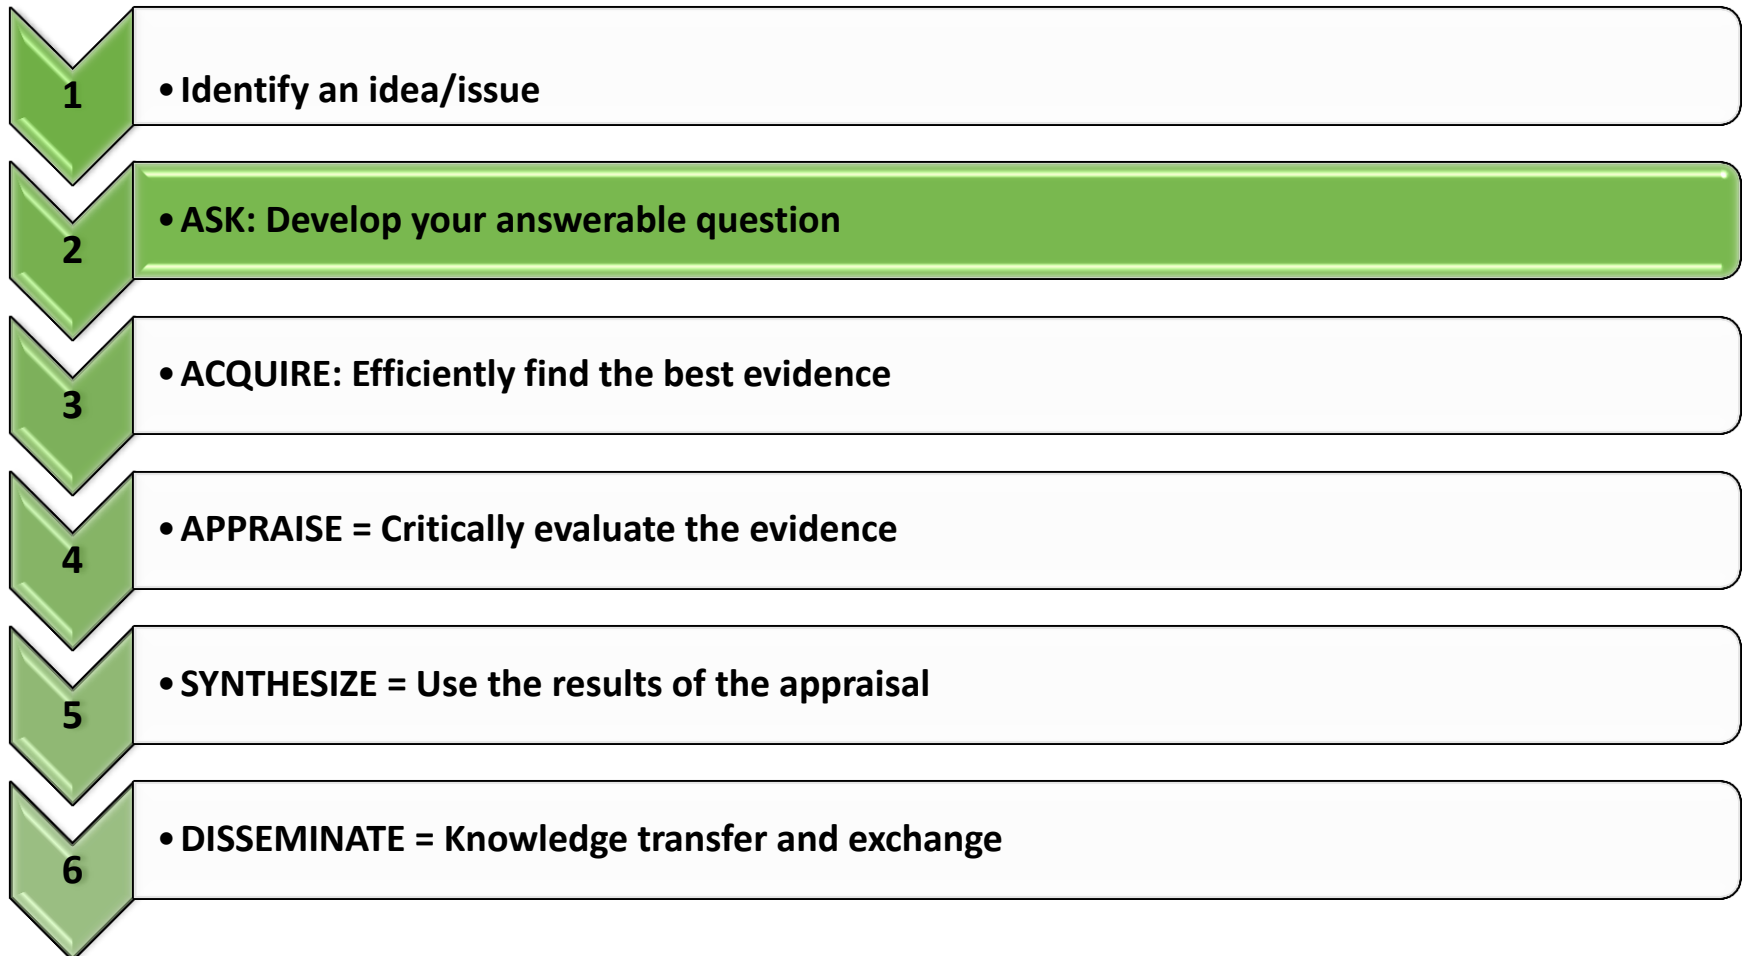 1
• Identify an idea/issue
2
• ASK: Develop your answerable question
3
• ACQUIRE: Efficiently find the best evidence
4
• APPRAISE = Critically evaluate the evidence
5
• SYNTHESIZE = Use the results of the appraisal
6
• DISSEMINATE = Knowledge transfer and exchange